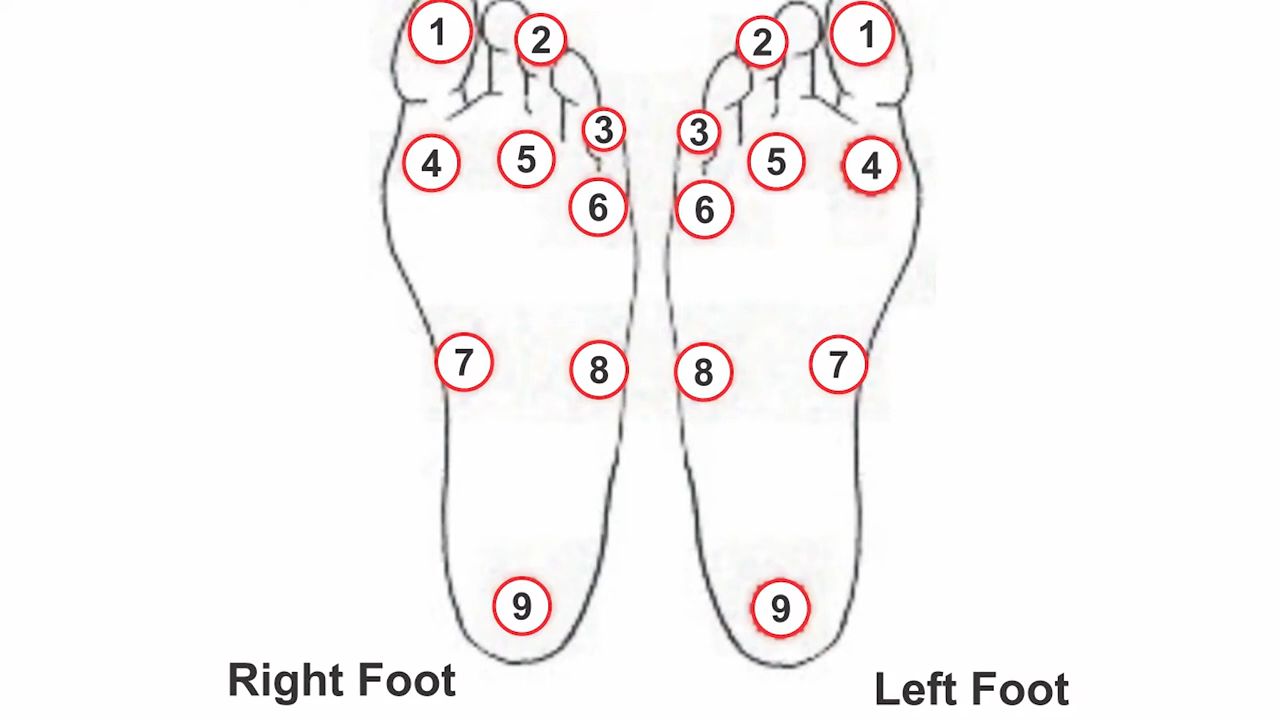 1 2 2 1
3 3
4 5 5 4
6 6
7 8 8 7
9 9
Right Foot Left Foot